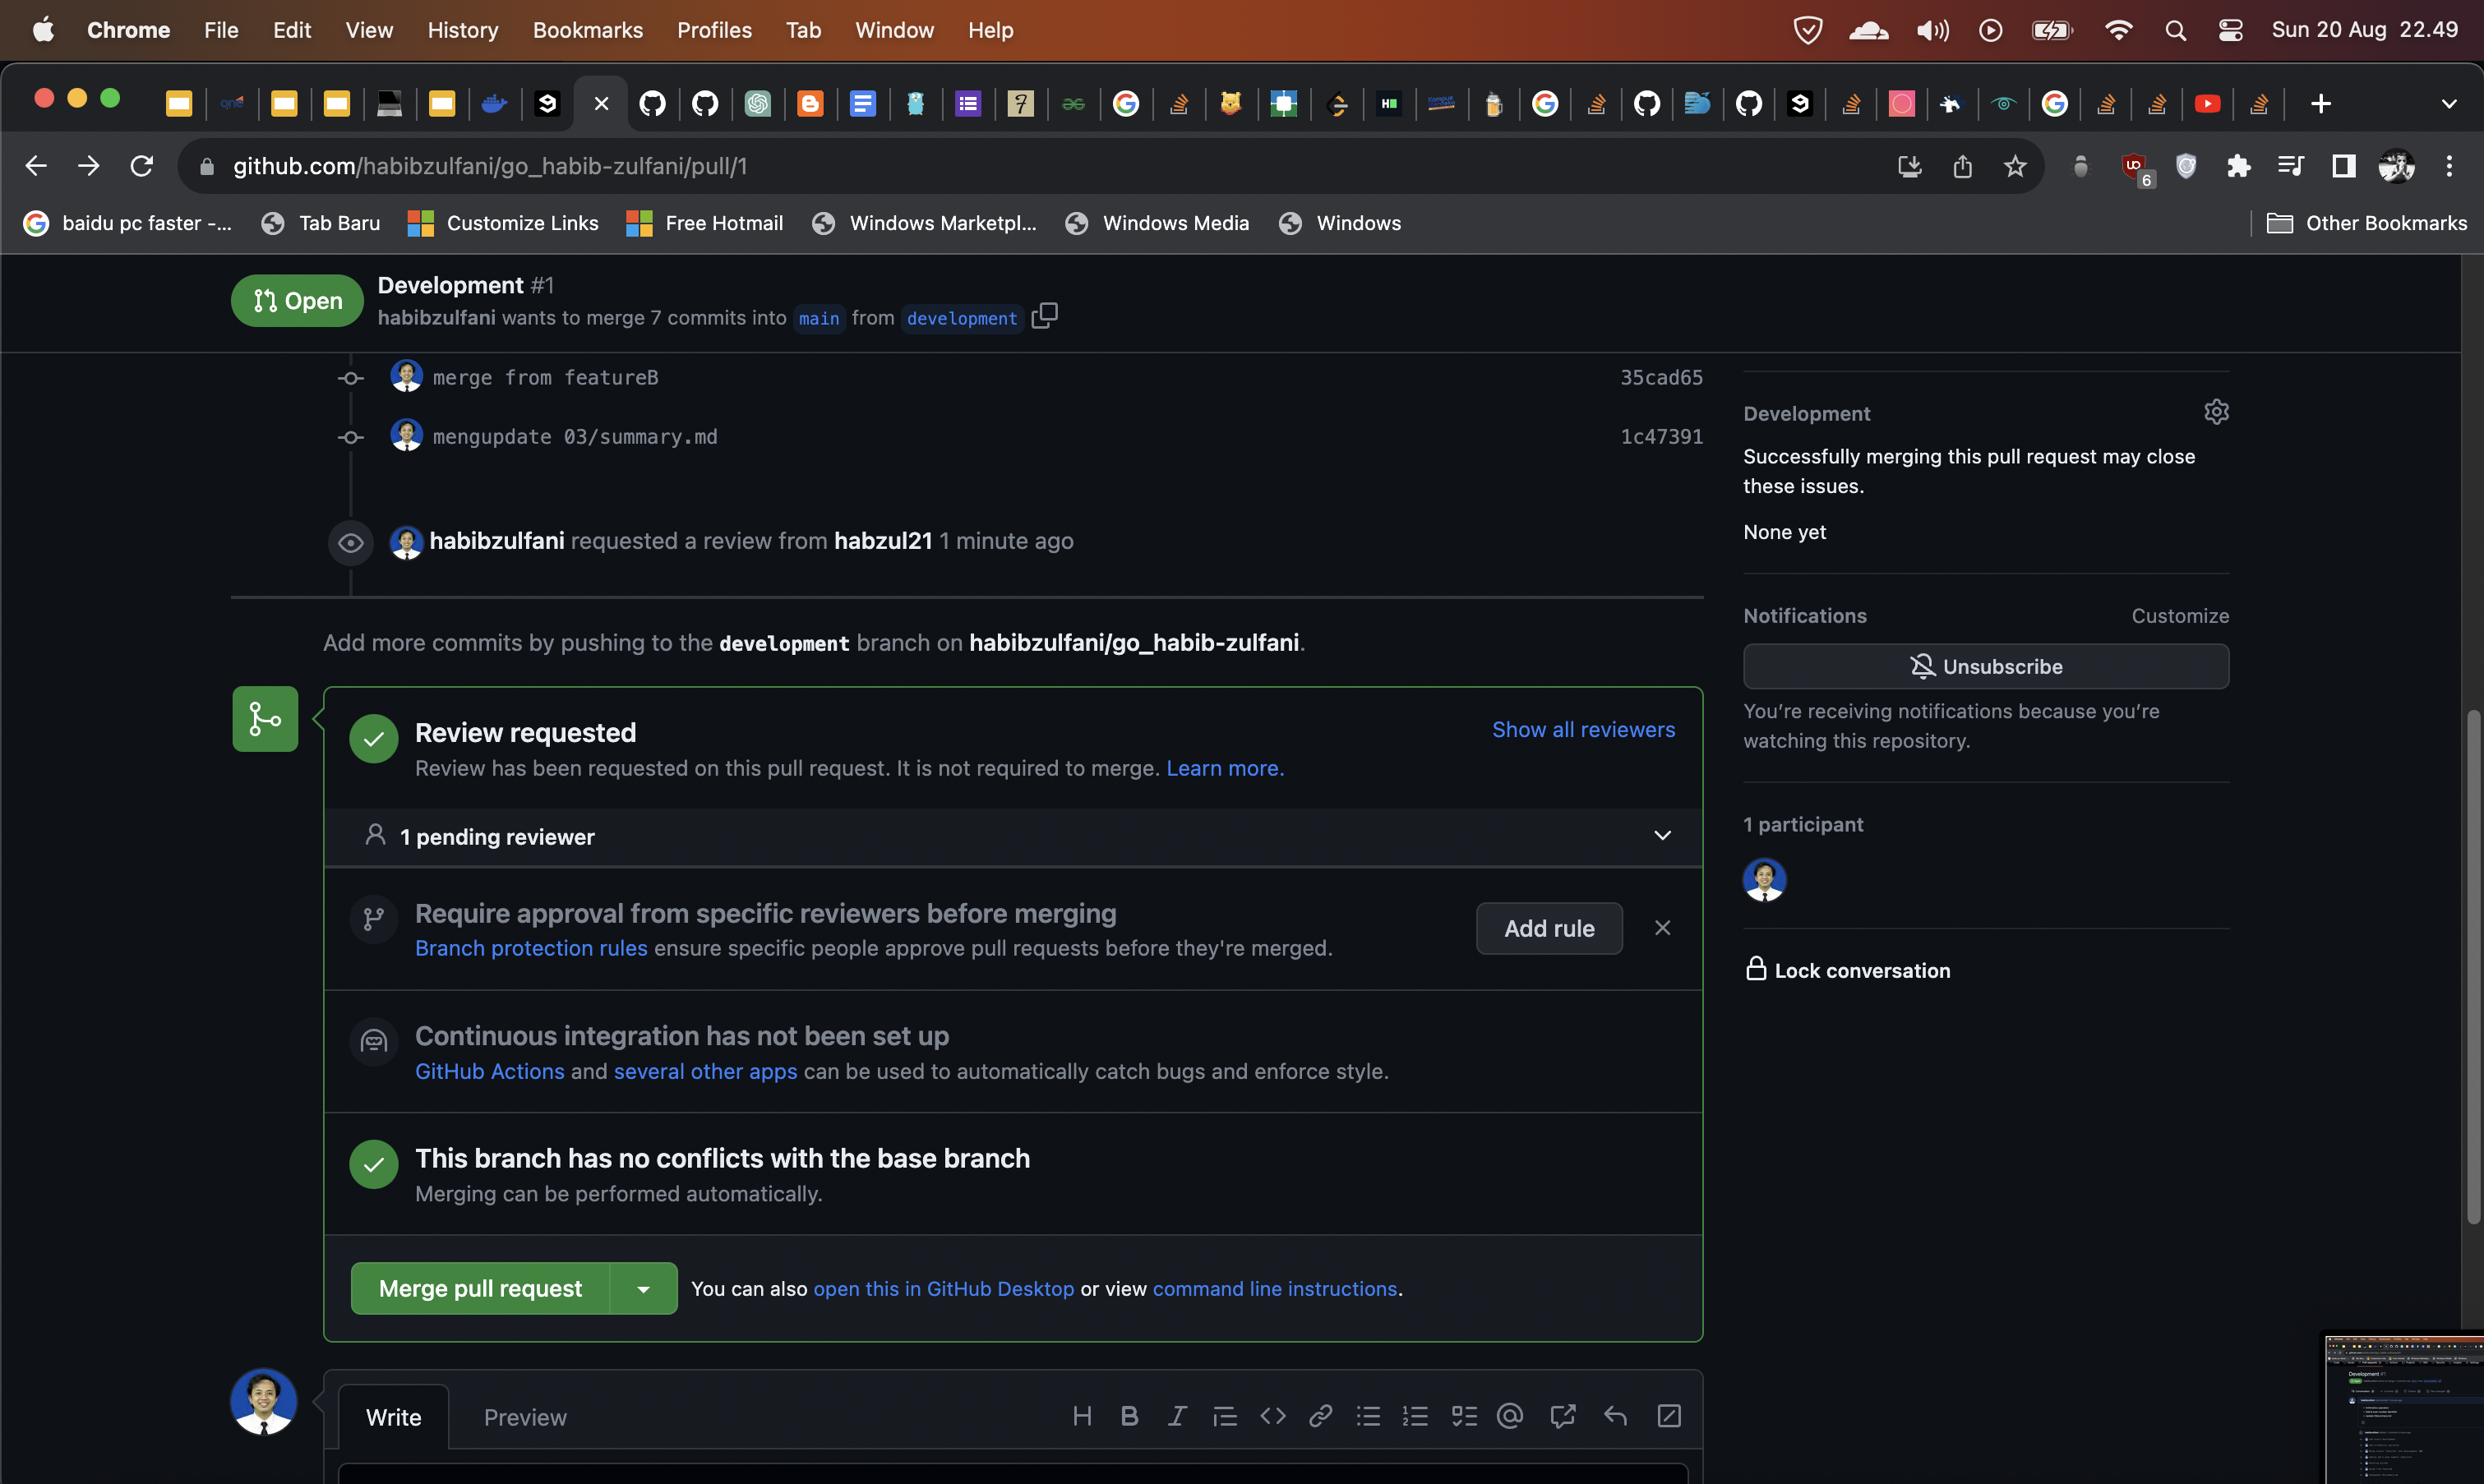 Chrome File Edit View History Bookmarks Profiles Tab Window Help Sun 20 Aug 22.49
github.com/habibzulfani/go_habib-zulfani/pull/1
6
baidu pc faster -... Tab Baru Customize Links Free Hotmail Windows Marketpl... Windows Media Windows Other Bookmarks
Open
Development #1
habibzulfani wants to merge 7 commits into main from development
merge from featureB 35cad65
mengupdate 03/summary.md 1c47391
habibzulfani requested a review from habzul21 1 minute ago
Add more commits by pushing to the development branch on habibzulfani/go_habib-zulfani.
Review requested
Show all reviewers
Review has been requested on this pull request. It is not required to merge. Learn more.
1 pending reviewer
Require approval from specific reviewers before merging
Branch protection rules ensure specific people approve pull requests before they're merged.
Add rule
Continuous integration has not been set up
GitHub Actions and several other apps can be used to automatically catch bugs and enforce style.
This branch has no conflicts with the base branch
Merging can be performed automatically.
Merge pull request
You can also open this in GitHub Desktop or view command line instructions.
Write Preview
Development
Successfully merging this pull request may close
these issues.
None yet
Notifications Customize
Unsubscribe
You’re receiving notifications because you’re
watching this repository.
1 participant
Lock conversation